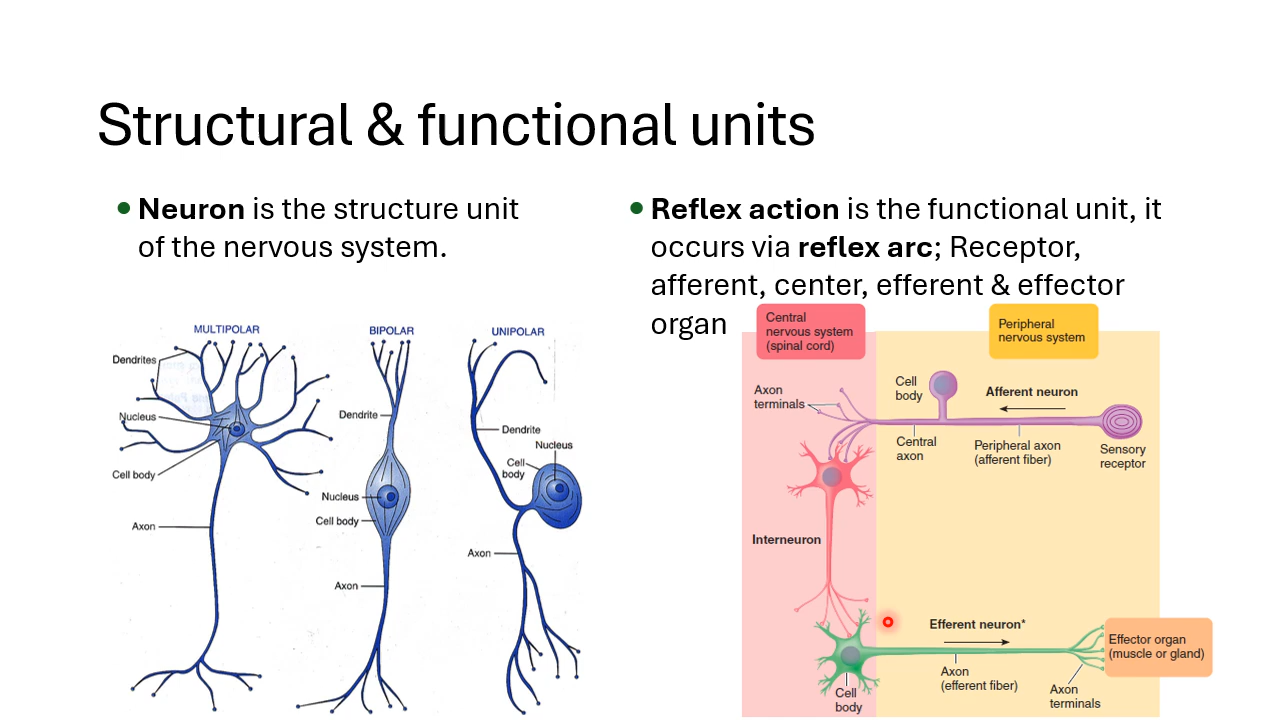 Structural & functional units
• Neuron is the structure unit
of the nervous system.
• Reflex action is the functional unit, it
occurs via reflex arc; Receptor,
afferent, center, efferent & effector
organ
MULTIPOLAR
Dendrites
Nucleus
Cell body
Axon
BIPOLAR
Dendrite
Nucleus
Cell body
Axon
UNIPOLAR
Dendrite
Nucleus
Cell
body
Axon
Central
nervous system
(spinal cord)
Peripheral
nervous system
Axon
terminals
Cell
body
Afferent neuron
Central
axon
Peripheral axon
(afferent fiber)
Sensory
receptor
Interneuron
Efferent neuron*
Effector organ
(muscle or gland)
Axon
(efferent fiber)
Axon
terminals
Cell
body